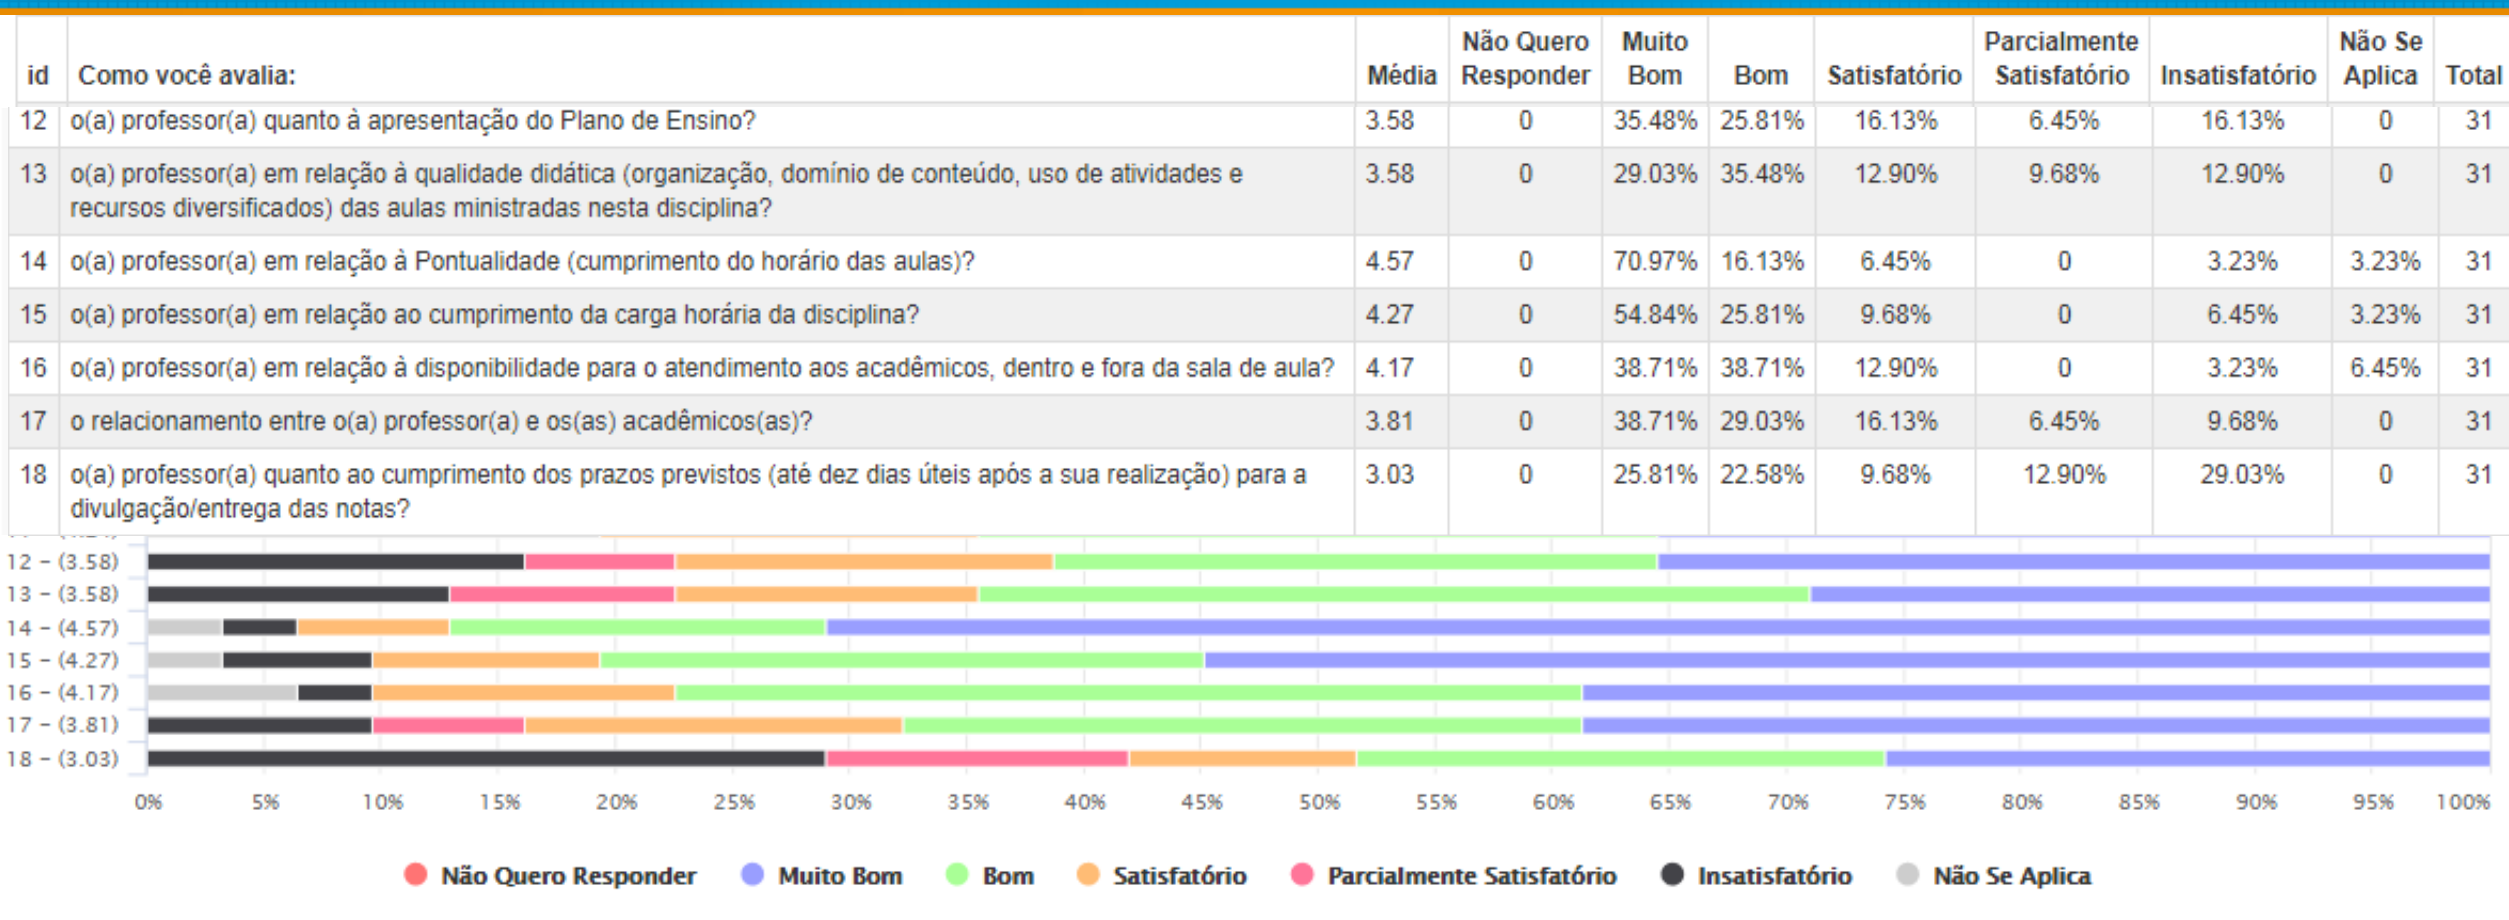 id Como você avalia: Média Não Quero Responder Muito Bom Bom Satisfatório Parcialmente Satisfatório Insatisfatório Não Se Aplica Total
12 o(a) professor(a) quanto à apresentação do Plano de Ensino? 3.58 0 35.48% 25.81% 16.13% 6.45% 16.13% 0 31
13 o(a) professor(a) em relação à qualidade didática (organização, domínio de conteúdo, uso de atividades e 3.58 0 29.03% 35.48% 12.90% 9.68% 12.90% 0 31
recursos diversificados) das aulas ministradas nesta disciplina?
14 o(a) professor(a) em relação à Pontualidade (cumprimento do horário das aulas)? 4.57 0 70.97% 16.13% 6.45% 0 3.23% 3.23% 31
15 o(a) professor(a) em relação ao cumprimento da carga horária da disciplina? 4.27 0 54.84% 25.81% 9.68% 0 6.45% 3.23% 31
16 o(a) professor(a) em relação à disponibilidade para o atendimento aos acadêmicos, dentro e fora da sala de aula? 4.17 0 38.71% 38.71% 12.90% 0 3.23% 6.45% 31
17 o relacionamento entre o(a) professor(a) e os(as) acadêmicos(as)? 3.81 0 38.71% 29.03% 16.13% 6.45% 9.68% 0 31
18 o(a) professor(a) quanto ao cumprimento dos prazos previstos (até dez dias úteis após a sua realização) para a 3.03 0 25.81% 22.58% 9.68% 12.90% 29.03% 0 31
divulgação/entrega das notas?
12 - (3.58)
13 - (3.58)
14 - (4.57)
15 - (4.27)
16 - (4.17)
17 - (3.81)
18 - (3.03)
0% 5% 10% 15% 20% 25% 30% 35% 40% 45% 50% 55% 60% 65% 70% 75% 80% 85% 90% 95% 100%
Não Quero Responder Muito Bom Bom Satisfatório Parcialmente Satisfatório Insatisfatório Não Se Aplica